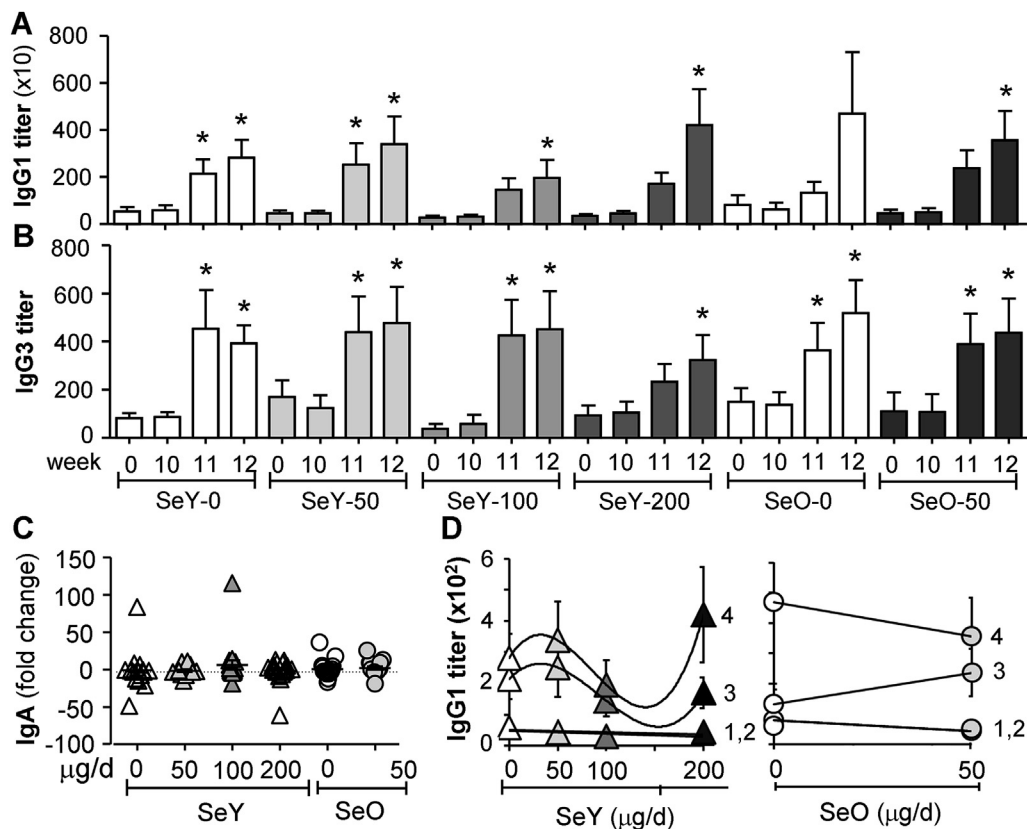 A
IgG1 titer (x10)
800
600
400
200
0
* * * * * * *
B
IgG3 titer
800
600
400
200
0
* * * * * * * * * * *
week 0 10 11 12 0 10 11 12 0 10 11 12 0 10 11 12 0 10 11 12 0 10 11 12
SeY-0 SeY-50 SeY-100 SeY-200 SeO-0 SeO-50
C
IgA (fold change)
150
100
50
0
-50
-100
µg/d 0 50 100 200 0 50
SeY SeO
D
IgG1 titer (x10²)
6
4
2
0
4
3
1,2
0 50 100 200
SeY (µg/d)
4
3
1,2
0 50
SeO (µg/d)